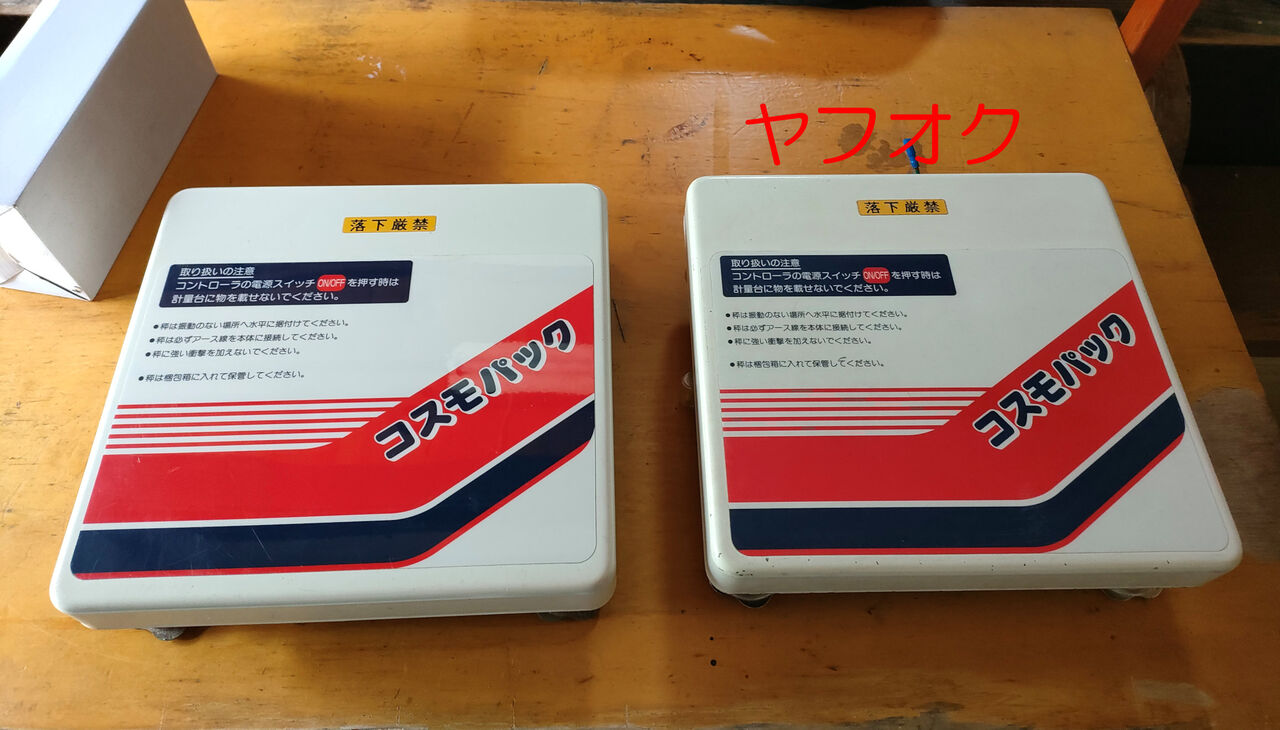 ヤフオク
落下厳禁
取り扱いの注意
コントローラの電源スイッチON/OFFを押す時は
計量台に物を載せないでください。
●秤は振動のない場所へ水平に据付けてください。
●秤は必ずアース線を本体に接続してください。
●秤に強い衝撃を加えないでください。
●秤は梱包箱に入れて保管してください。
コスモパック
落下厳禁
取り扱いの注意
コントローラの電源スイッチON/OFFを押す時は
計量台に物を載せないでください。
●秤は振動のない場所へ水平に据付けてください。
●秤は必ずアース線を本体に接続してください。
●秤に強い衝撃を加えないでください。
●秤は梱包箱に入れて保管してください。
コスモパック